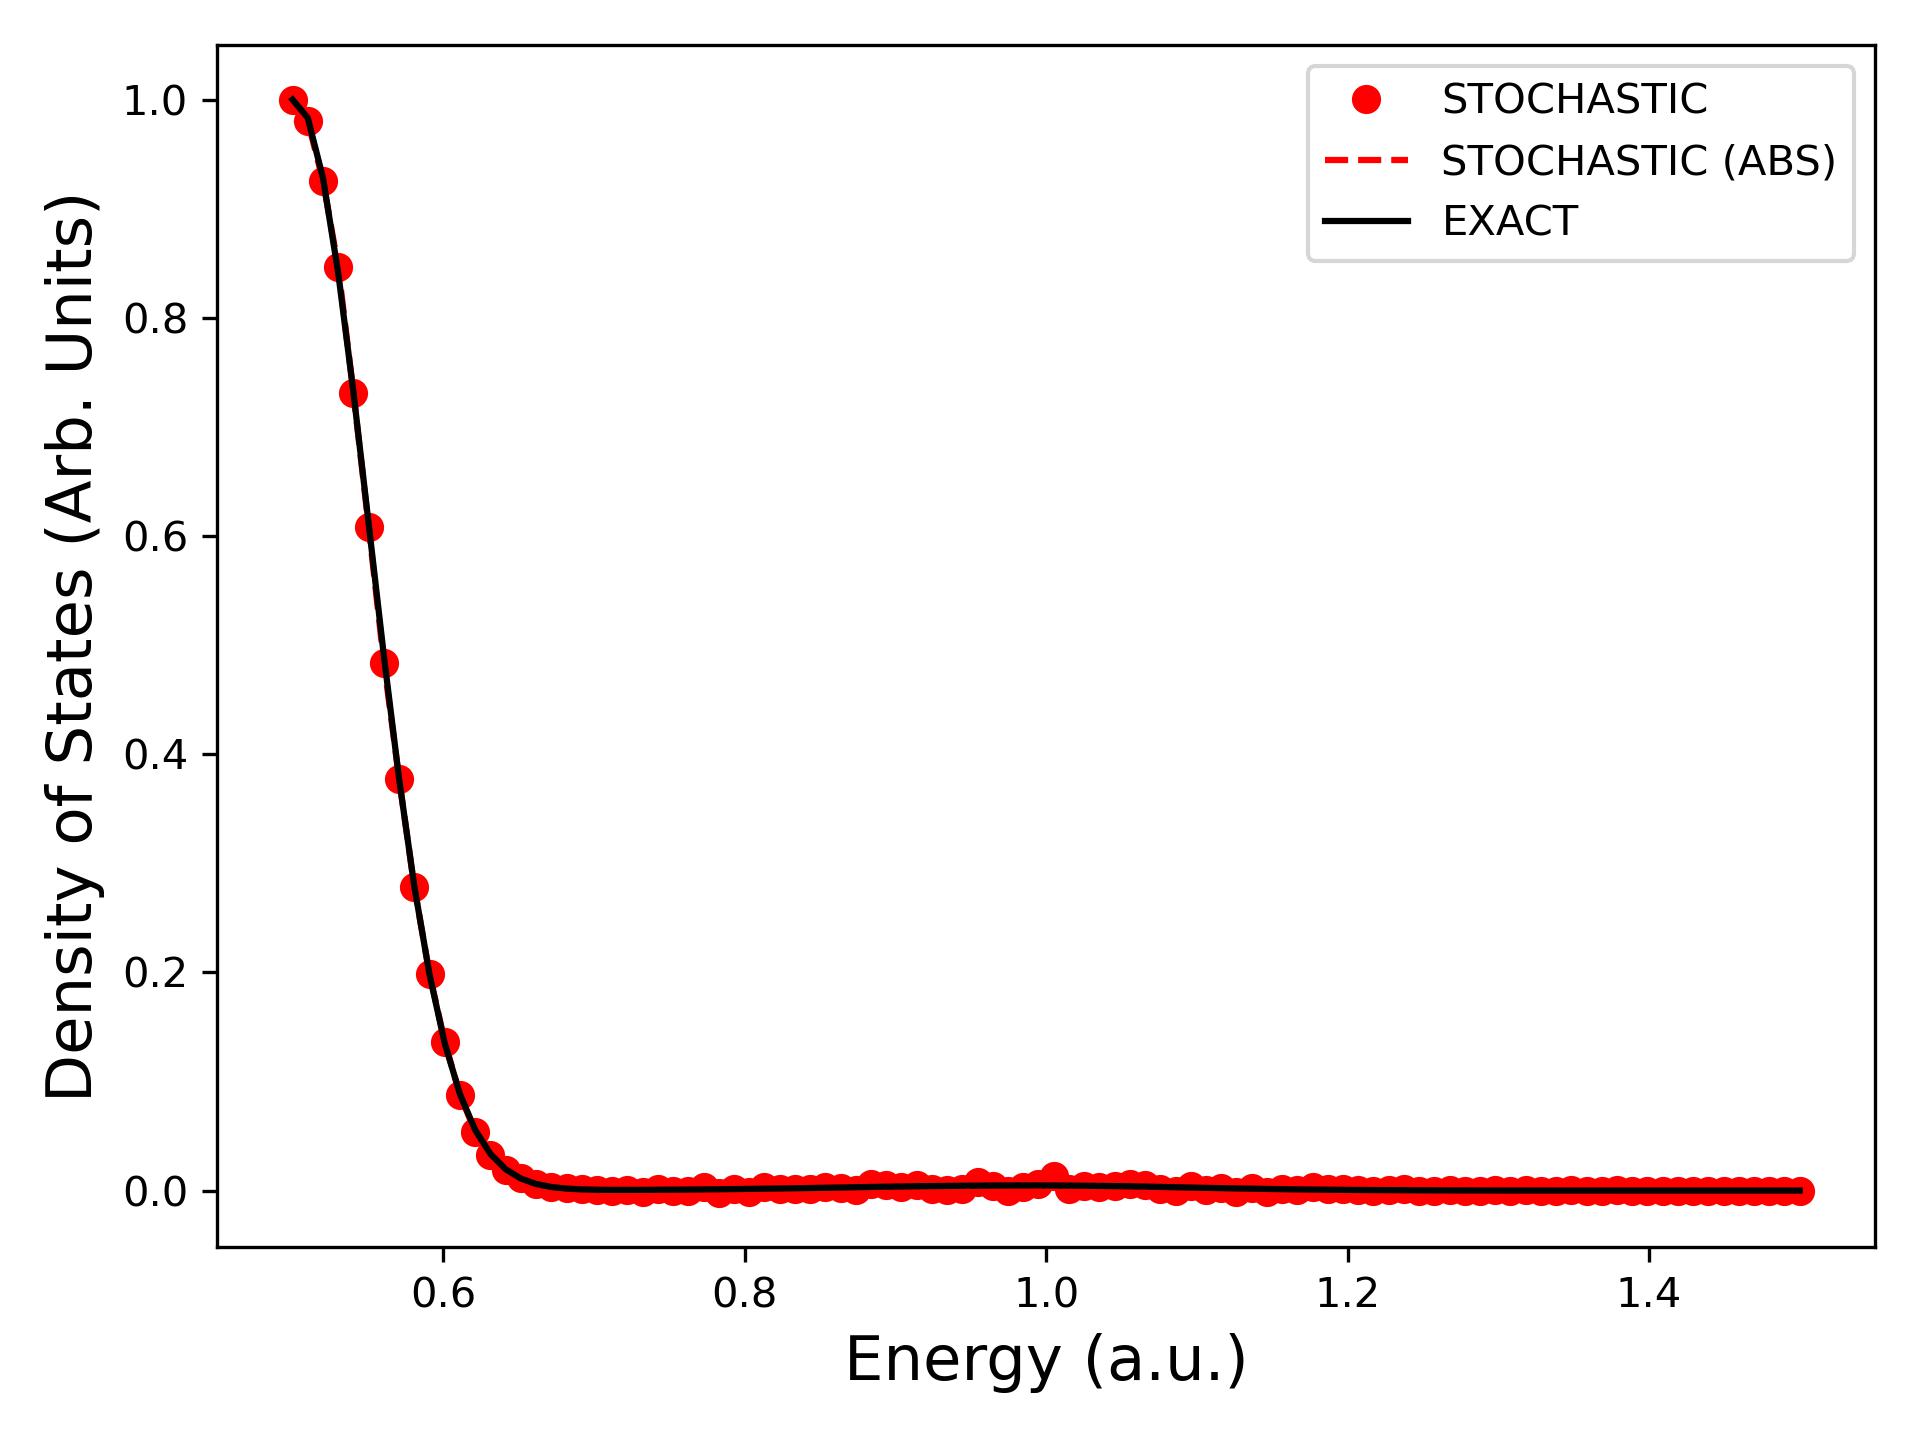 STOCHASTIC
STOCHASTIC (ABS)
EXACT
Density of States (Arb. Units)
1.0
0.8
0.6
0.4
0.2
0.0
0.6 0.8 1.0 1.2 1.4
Energy (a.u.)